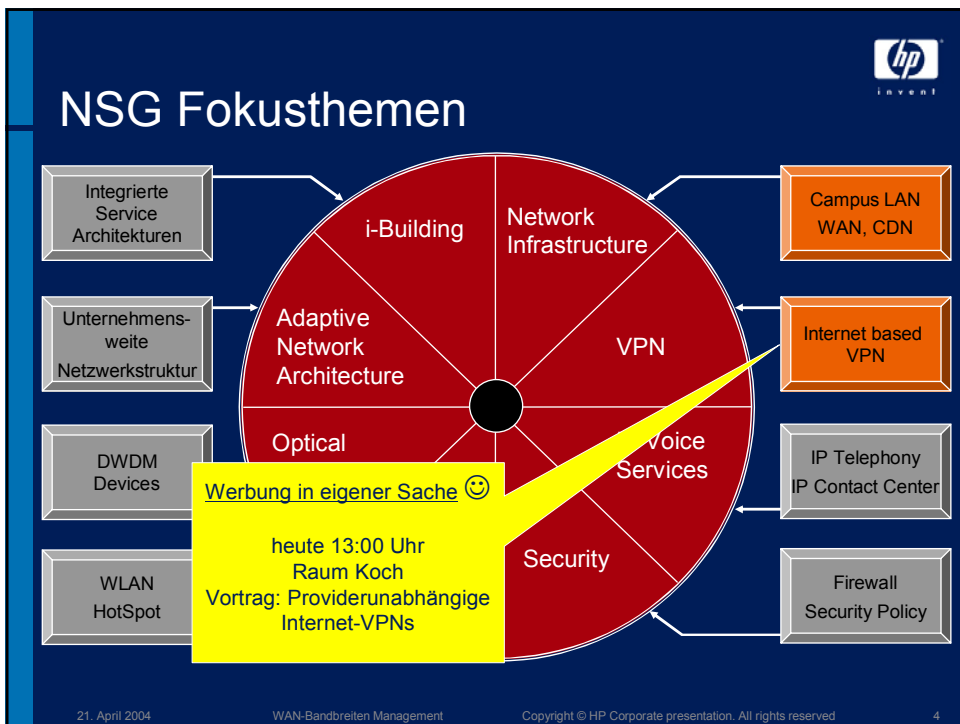 hp
invent
NSG Fokusthemen
Integrierte
Service
Architekturen
Unternehmens-
weite
Netzwerkstruktur
DWDM
Devices
WLAN
HotSpot
i-Building
Network
Infrastructure
Adaptive
Network
Architecture
VPN
Optical
Voice
Services
Security
Werbung in eigener Sache ☺
heute 13:00 Uhr
Raum Koch
Vortrag: Providerunabhängige
Internet-VPNs
Campus LAN
WAN, CDN
Internet based
VPN
IP Telephony
IP Contact Center
Firewall
Security Policy
21. April 2004
WAN-Bandbreiten Management
Copyright © HP Corporate presentation. All rights reserved
4